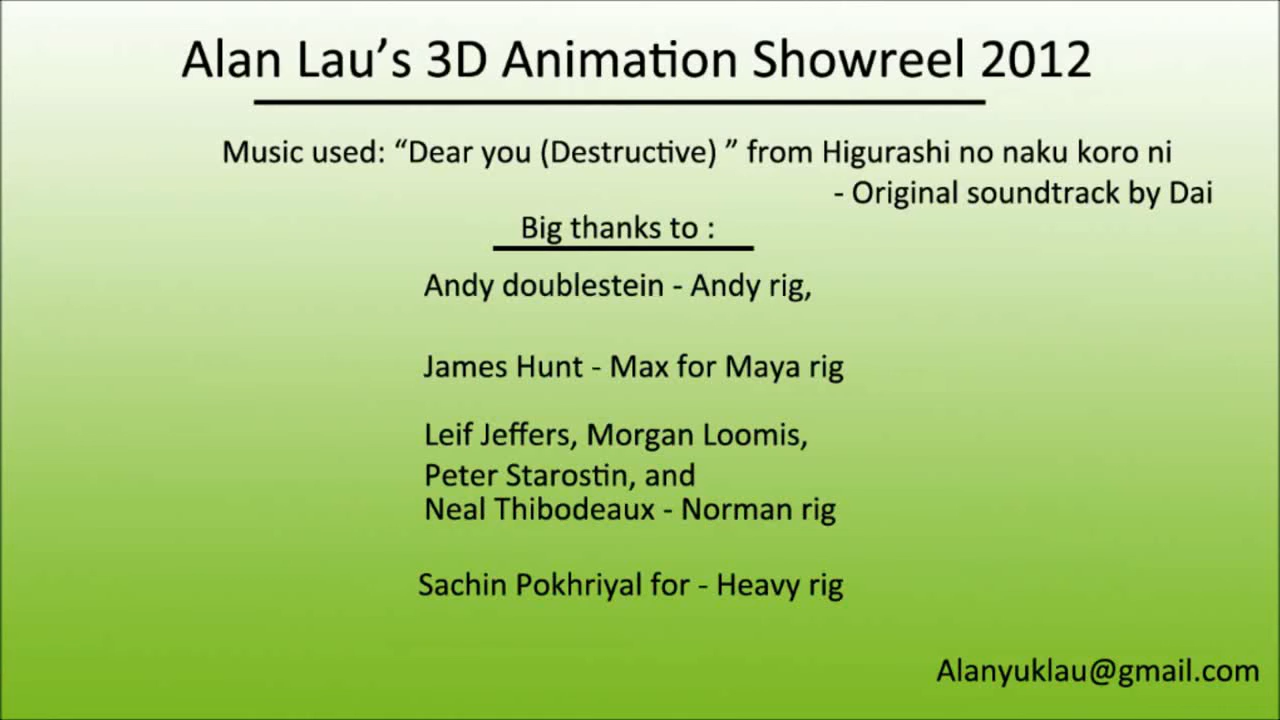 Alan Lau’s 3D Animation Showreel 2012
Music used: “Dear you (Destructive) ” from Higurashi no naku koro ni
- Original soundtrack by Dai
Big thanks to :
Andy doublestein - Andy rig,
James Hunt - Max for Maya rig
Leif Jeffers, Morgan Loomis,
Peter Starostin, and
Neal Thibodeaux - Norman rig
Sachin Pokhriyal for - Heavy rig
Alanyuklau@gmail.com